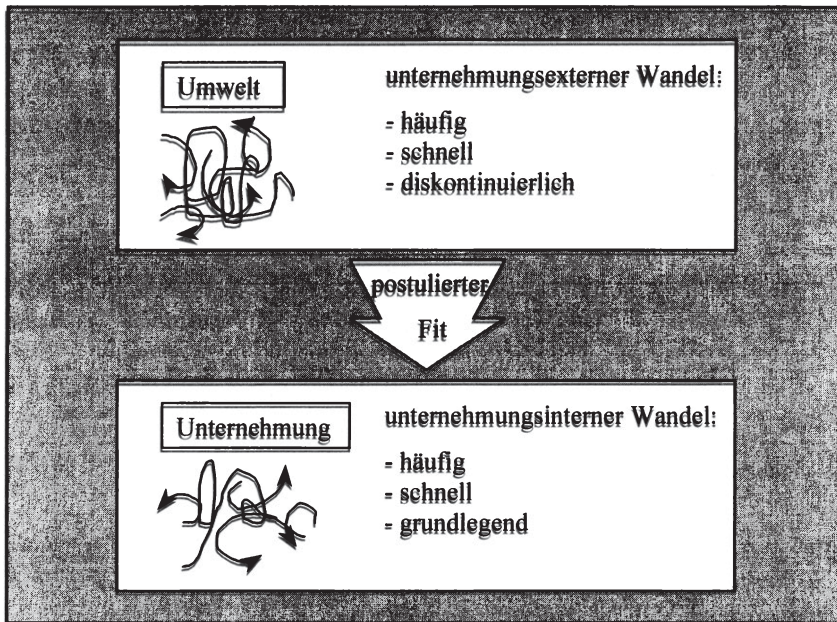 Umwelt
unternehmungsexterner Wandel:
- häufig
- schnell
- diskontinuierlich
postulierter
Fit
Unternehmung
unternehmungsinterner Wandel:
- häufig
- schnell
- grundlegend